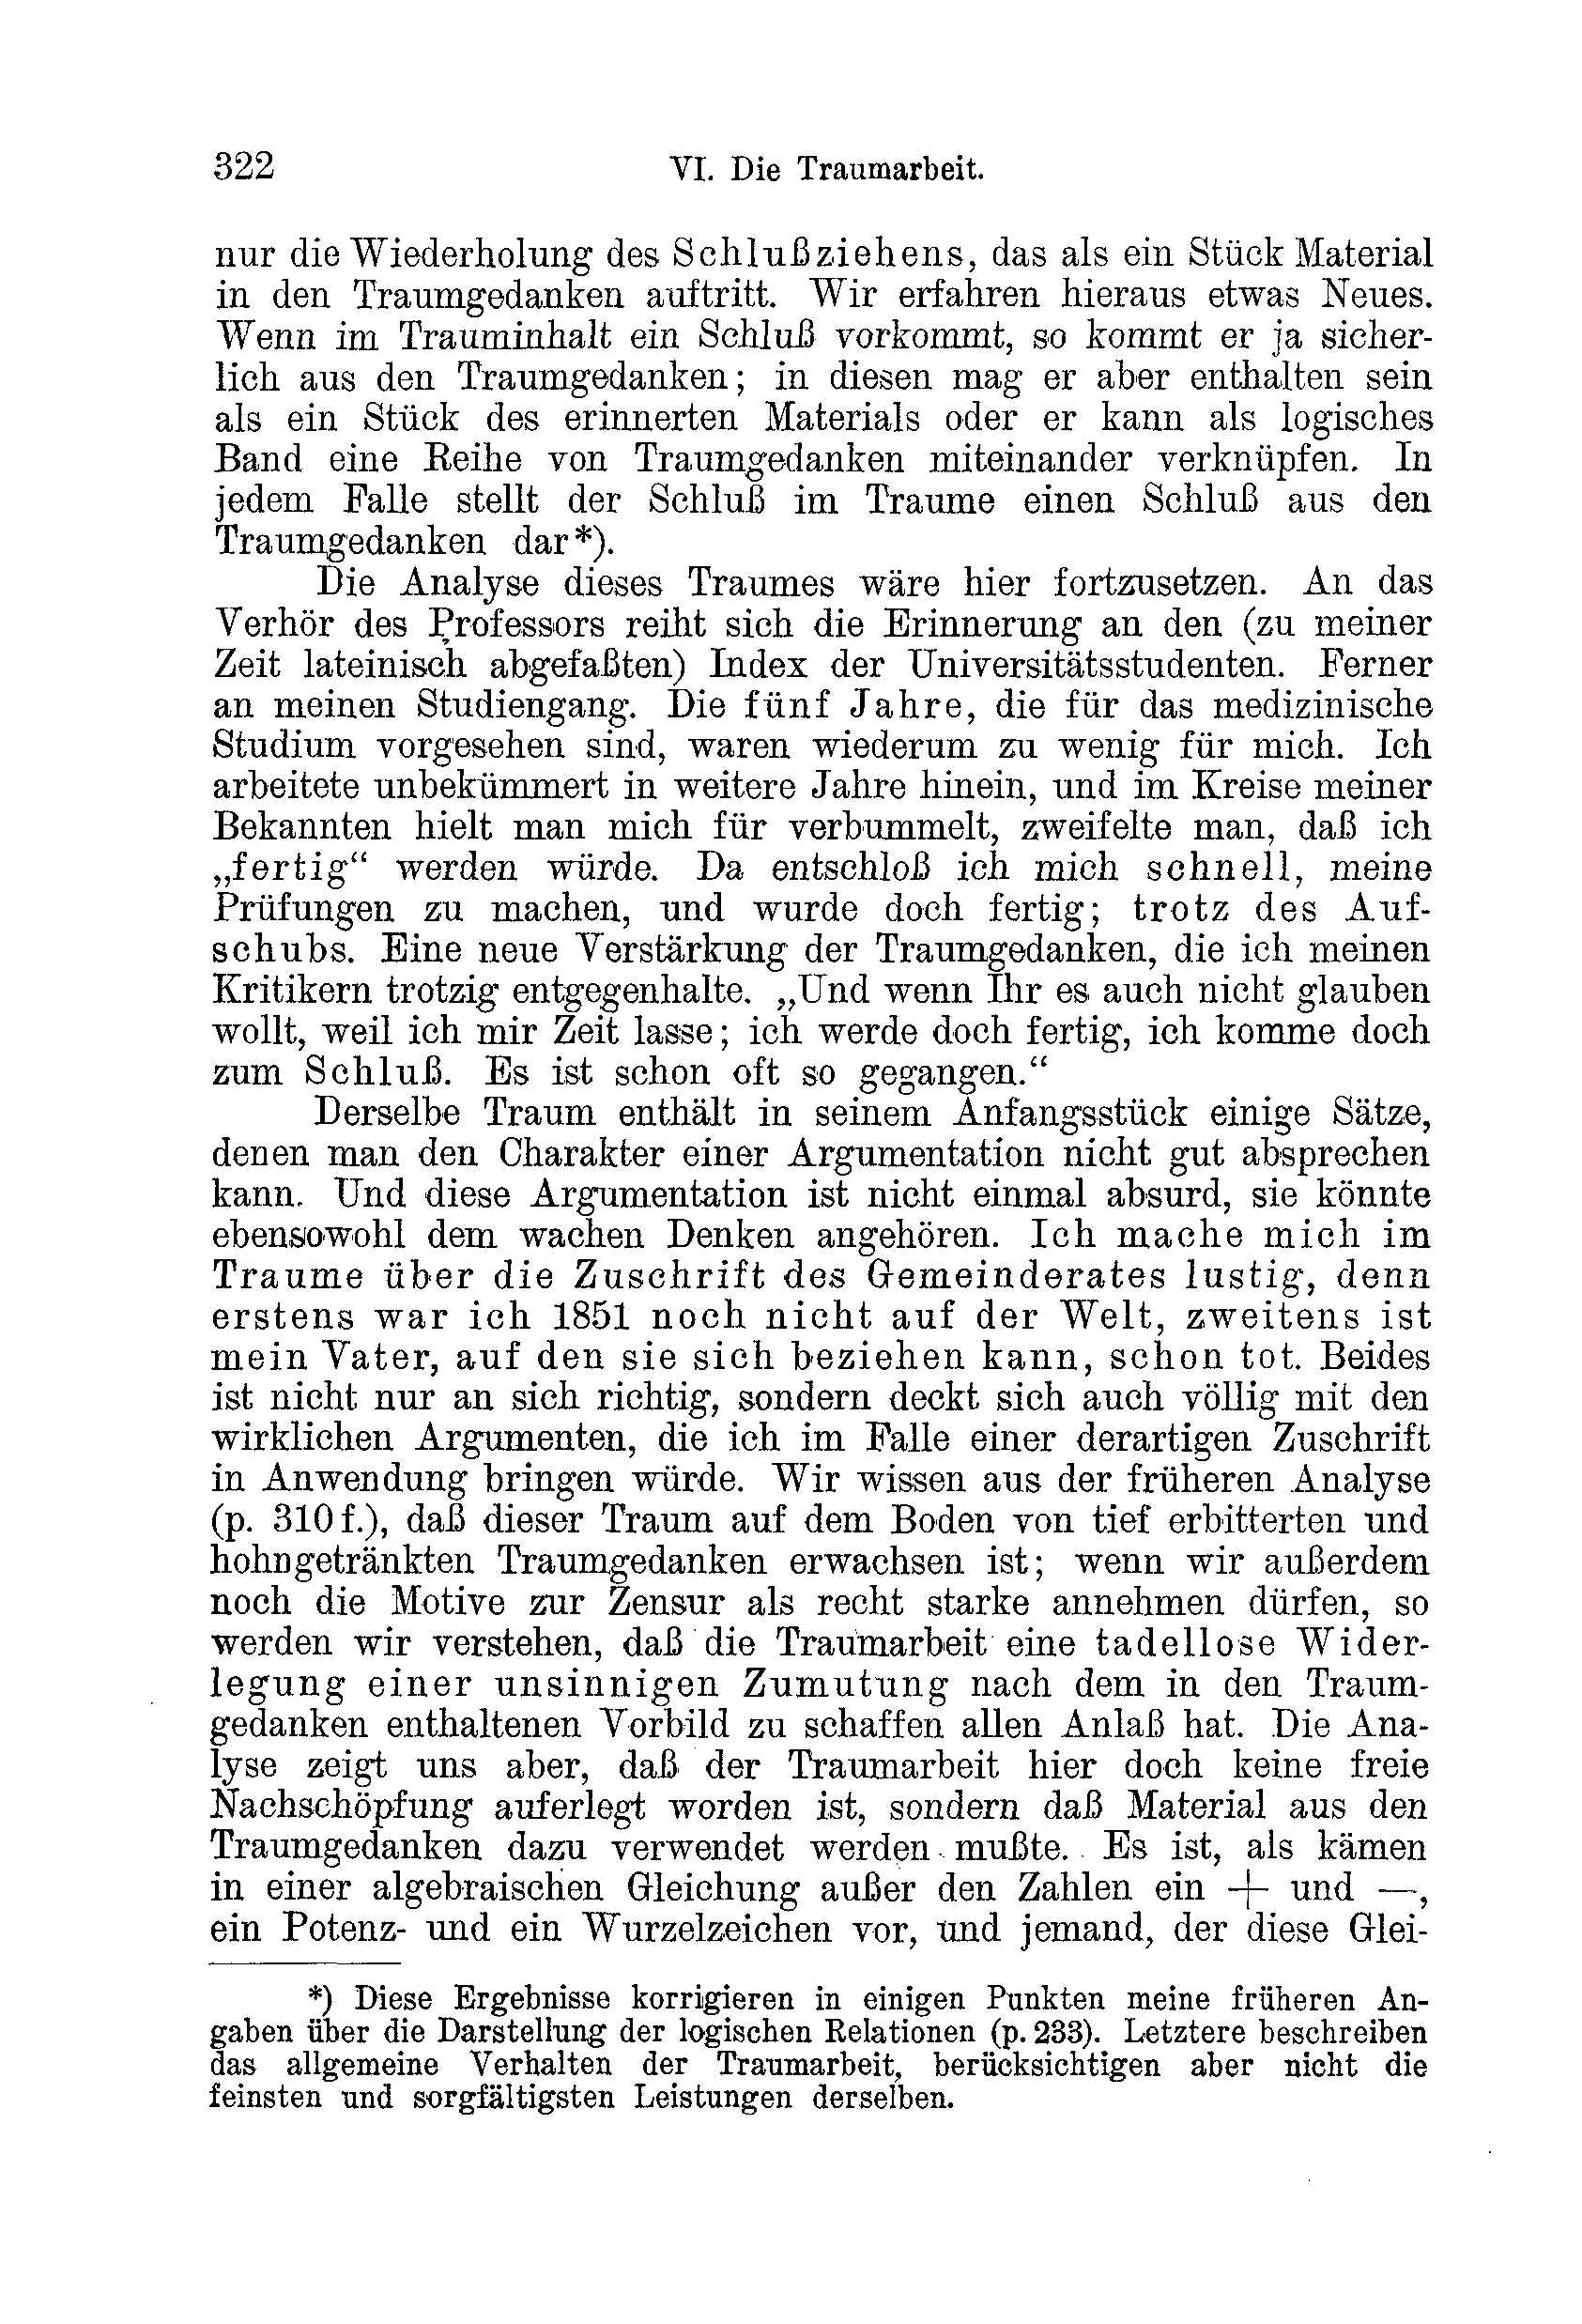 322
VI. Die Traumarbeit.
nur die Wiederholung des Schlußziehens, das als ein Stück Material
in den Traumgedanken auftritt. Wir erfahren hieraus etwas Neues.
Wenn im Trauminhalt ein Schluß vorkommt, so kommt er ja sicher-
lich aus den Traumgedanken; in diesen mag er aber enthalten sein
als ein Stück des erinnerten Materials oder er kann als logisches
Band eine Reihe von Traumgedanken miteinander verknüpfen. In
jedem Falle stellt der Schluß im Traume einen Schluß aus den
Traumgedanken dar*).
Die Analyse dieses Traumes wäre hier fortzusetzen. An das
Verhör des Professors reiht sich die Erinnerung an den (zu meiner
Zeit lateinisch abgefaßten) Index der Universitätsstudenten. Ferner
an meinen Studiengang. Die fünf Jahre, die für das medizinische
Studium vorgesehen sind, waren wiederum zu wenig für mich. Ich
arbeitete unbekümmert in weitere Jahre hinein, und im Kreise meiner
Bekannten hielt man mich für verbummelt, zweifelte man, daß ich
„fertig“ werden würde. Da entschloß ich mich schnell, meine
Prüfungen zu machen, und wurde doch fertig; trotz des Auf-
schubs. Eine neue Verstärkung der Traumgedanken, die ich meinen
Kritikern trotzig entgegenhalte. „Und wenn Ihr es auch nicht glauben
wollt, weil ich mir Zeit lasse; ich werde doch fertig, ich komme doch
zum Schluß. Es ist schon oft so gegangen.“
Derselbe Traum enthält in seinem Anfangsstück einige Sätze,
denen man den Charakter einer Argumentation nicht gut absprechen
kann. Und diese Argumentation ist nicht einmal absurd, sie könnte
ebensowohl dem wachen Denken angehören. Ich mache mich im
Traume über die Zuschrift des Gemeinderates lustig, denn
erstens war ich 1851 noch nicht auf der Welt, zweitens ist
mein Vater, auf den sie sich beziehen kann, schon tot. Beides
ist nicht nur an sich richtig, sondern deckt sich auch völlig mit den
wirklichen Argumenten, die ich im Falle einer derartigen Zuschrift
in Anwendung bringen würde. Wir wissen aus der früheren Analyse
(p. 310 f.), daß dieser Traum auf dem Boden von tief erbitterten und
hohngetränkten Traumgedanken erwachsen ist; wenn wir außerdem
noch die Motive zur Zensur als recht starke annehmen dürfen, so
werden wir verstehen, daß die Traumarbeit eine tadellose Wider-
legung einer unsinnigen Zumutung nach dem in den Traum-
gedanken enthaltenen Vorbild zu schaffen allen Anlaß hat. Die Ana-
lyse zeigt uns aber, daß der Traumarbeit hier doch keine freie
Nachschöpfung auferlegt worden ist, sondern daß Material aus den
Traumgedanken dazu verwendet werden mußte. Es ist, als kämen
in einer algebraischen Gleichung außer den Zahlen ein + und —,
ein Potenz- und ein Wurzelzeichen vor, und jemand, der diese Glei-
*) Diese Ergebnisse korrigieren in einigen Punkten meine früheren An-
gaben über die Darstellung der logischen Relationen (p. 233). Letztere beschreiben
das allgemeine Verhalten der Traumarbeit, berücksichtigen aber nicht die
feinsten und sorgfältigsten Leistungen derselben.